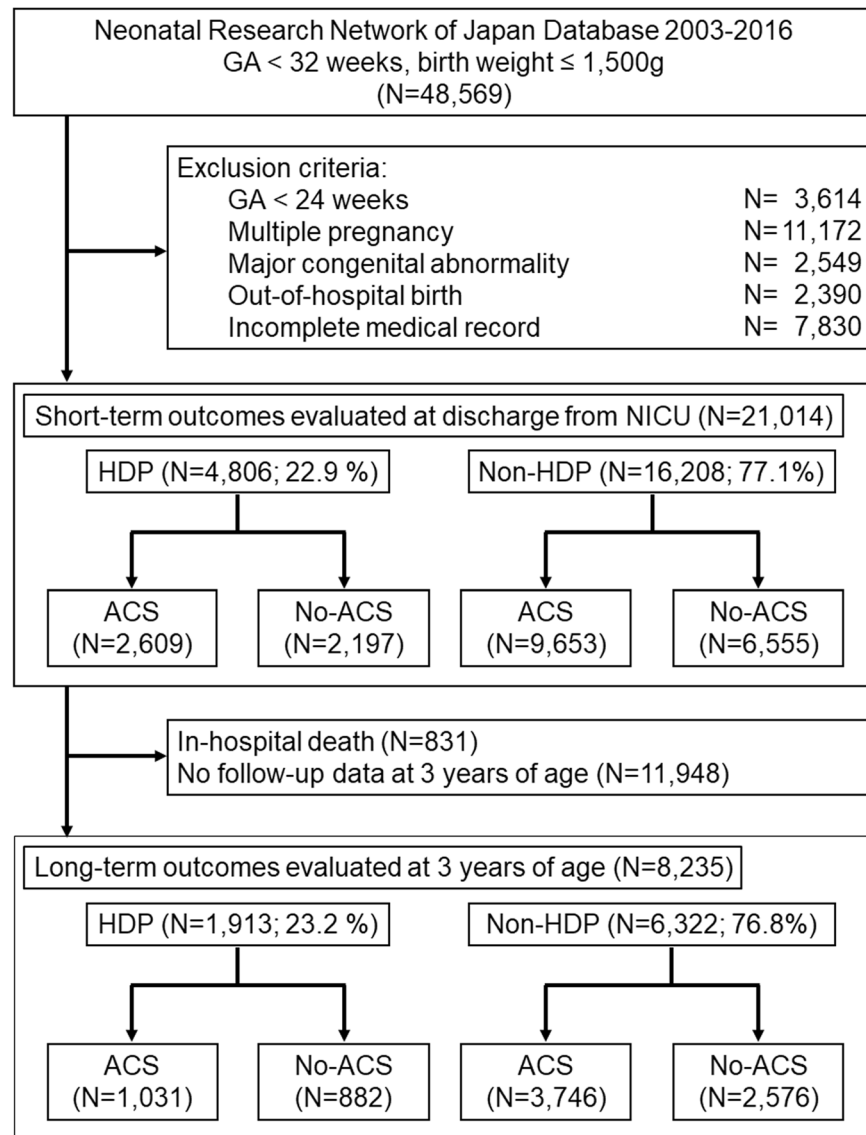 Neonatal Research Network of Japan Database 2003-2016
GA < 32 weeks, birth weight ≤ 1,500g
(N=48,569)
Exclusion criteria:
GA < 24 weeks N= 3,614
Multiple pregnancy N= 11,172
Major congenital abnormality N= 2,549
Out-of-hospital birth N= 2,390
Incomplete medical record N= 7,830
Short-term outcomes evaluated at discharge from NICU (N=21,014)
HDP (N=4,806; 22.9 %) Non-HDP (N=16,208; 77.1%)
ACS No-ACS ACS No-ACS
(N=2,609) (N=2,197) (N=9,653) (N=6,555)
In-hospital death (N=831)
No follow-up data at 3 years of age (N=11,948)
Long-term outcomes evaluated at 3 years of age (N=8,235)
HDP (N=1,913; 23.2 %) Non-HDP (N=6,322; 76.8%)
ACS No-ACS ACS No-ACS
(N=1,031) (N=882) (N=3,746) (N=2,576)